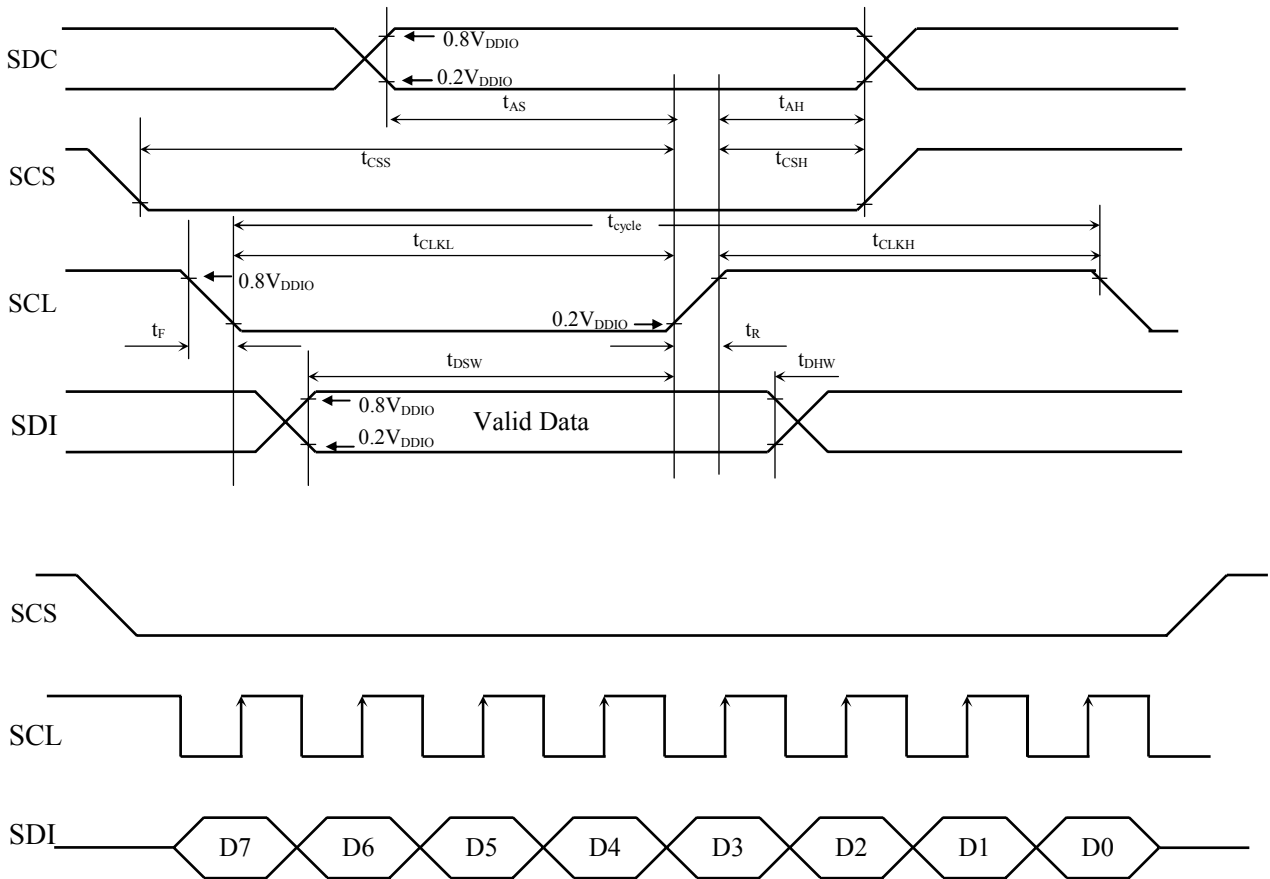 SDC
0.8VDDIO
0.2VDDIO
tAS
tAH
SCS
tCSS
tCSH
tcycle
tCLKL
tCLKH
SCL
0.8VDDIO
0.2VDDIO
tF
tR
tDSW
tDHW
SDI
0.8VDDIO
Valid Data
0.2VDDIO
SCS
SCL
SDI
D7 D6 D5 D4 D3 D2 D1 D0